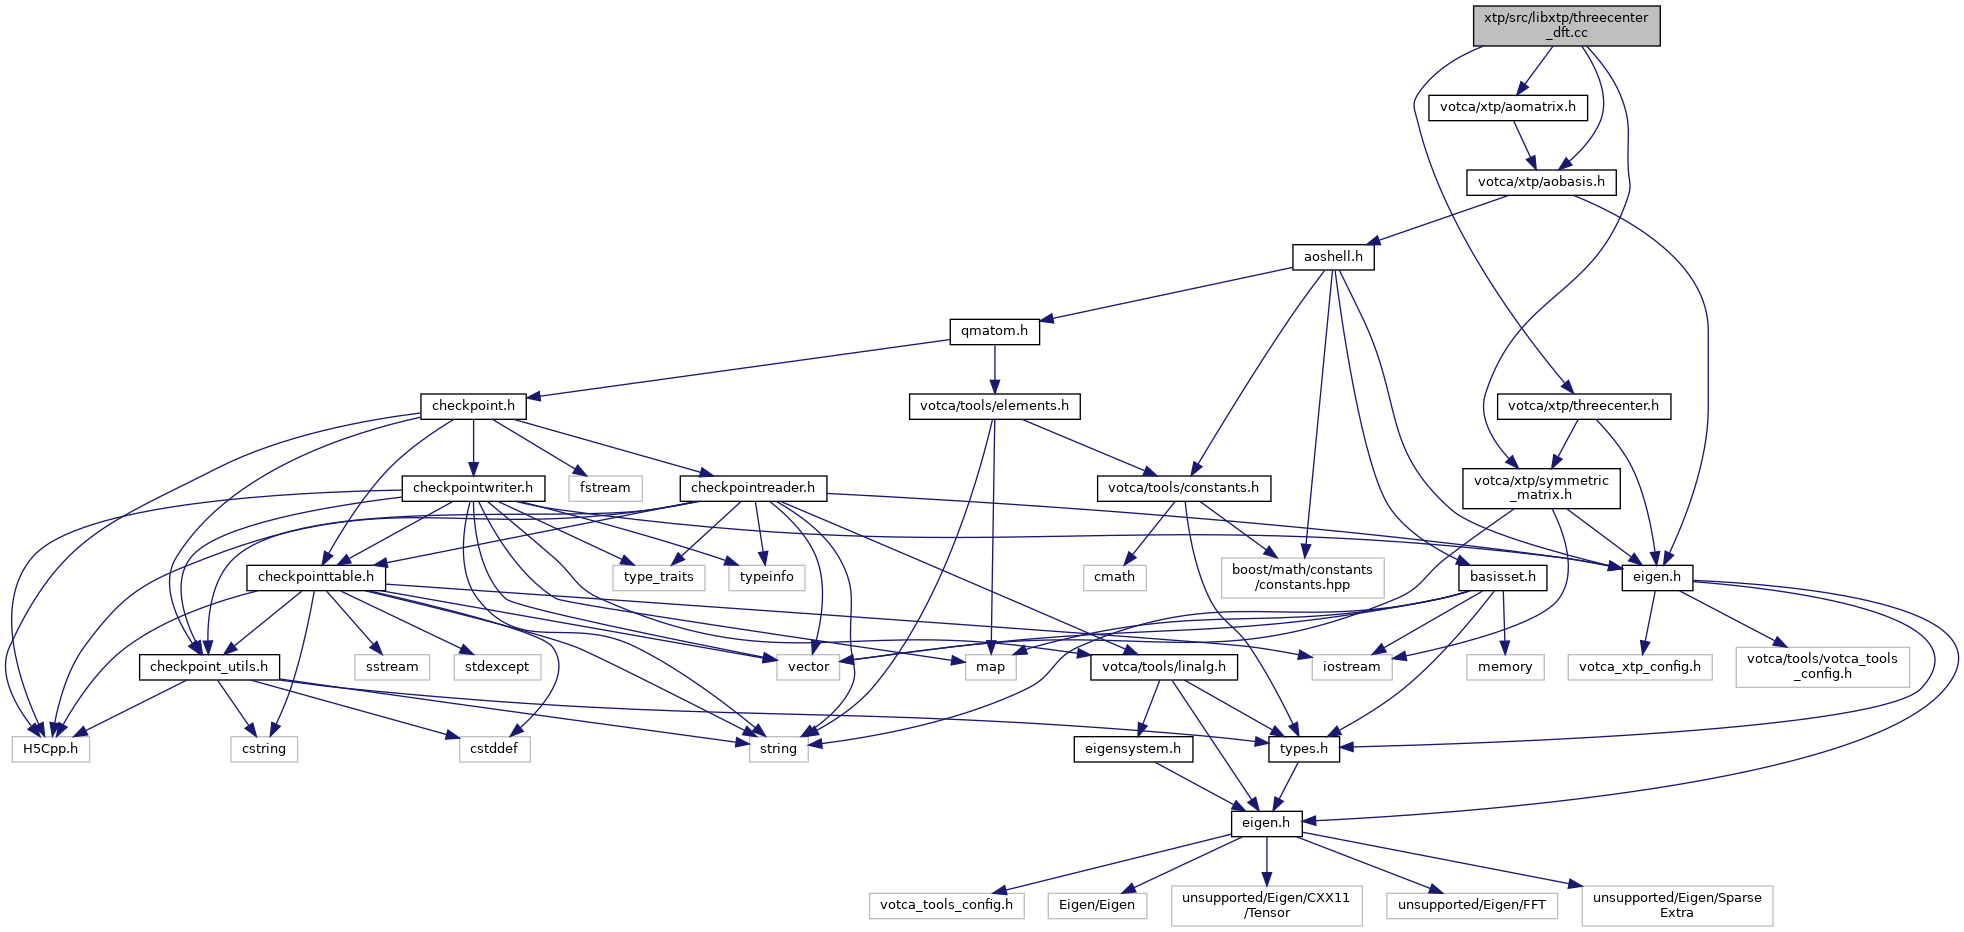 xtp/src/libxtp/threecenter
_dft.cc
votca/xtp/aomatrix.h
votca/xtp/aobasis.h
aoshell.h
qmatom.h
checkpoint.h
votca/tools/elements.h
votca/xtp/threecenter.h
checkpointwriter.h
fstream
checkpointreader.h
votca/tools/constants.h
votca/xtp/symmetric
_matrix.h
checkpointtable.h
type_traits
typeinfo
cmath
boost/math/constants
/constants.hpp
basisset.h
eigen.h
checkpoint_utils.h
sstream
stdexcept
vector
map
votca/tools/linalg.h
iostream
memory
votca_xtp_config.h
votca/tools/votca_tools
_config.h
H5Cpp.h
cstring
cstddef
string
eigensystem.h
types.h
eigen.h
votca_tools_config.h
Eigen/Eigen
unsupported/Eigen/CXX11
/Tensor
unsupported/Eigen/FFT
unsupported/Eigen/Sparse
Extra